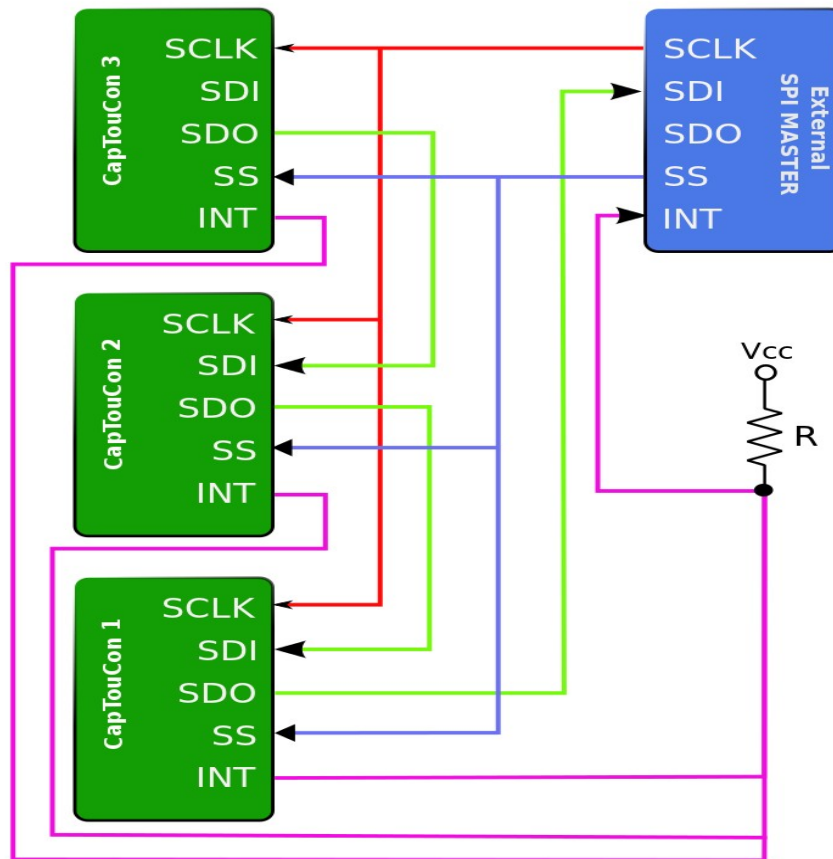 CapTouCon 3
SCLK
SDI
SDO
SS
INT
SCLK
SDI
SDO
SS
INT
External
SPI MASTER
CapTouCon 2
SCLK
SDI
SDO
SS
INT
Vcc
R
CapTouCon 1
SCLK
SDI
SDO
SS
INT